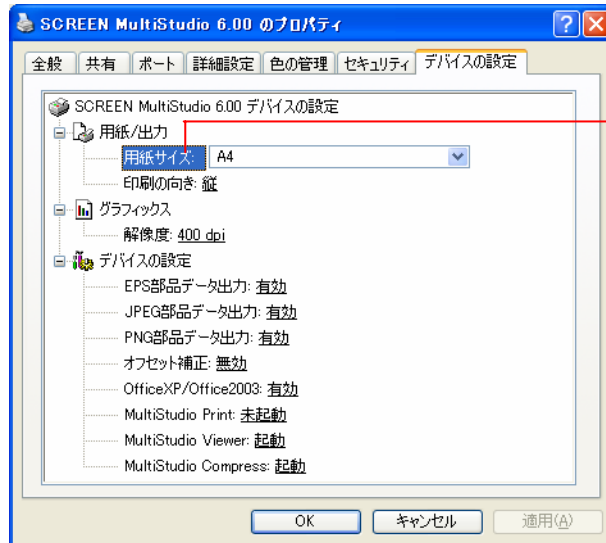 SCREEN MultiStudio 6.00 のプロパティ
全般 共有 ポート 詳細設定 色の管理 セキュリティ デバイスの設定
SCREEN MultiStudio 6.00 デバイスの設定
用紙/出力
用紙サイズ: A4
印刷の向き: 縦
グラフィックス
解像度: 400 dpi
デバイスの設定
EPS部品データ出力: 有効
JPEG部品データ出力: 有効
PNG部品データ出力: 有効
オフセット補正: 無効
OfficeXP/Office2003: 有効
MultiStudio Print: 未起動
MultiStudio Viewer: 起動
MultiStudio Compress: 起動
OK キャンセル 適用(A)